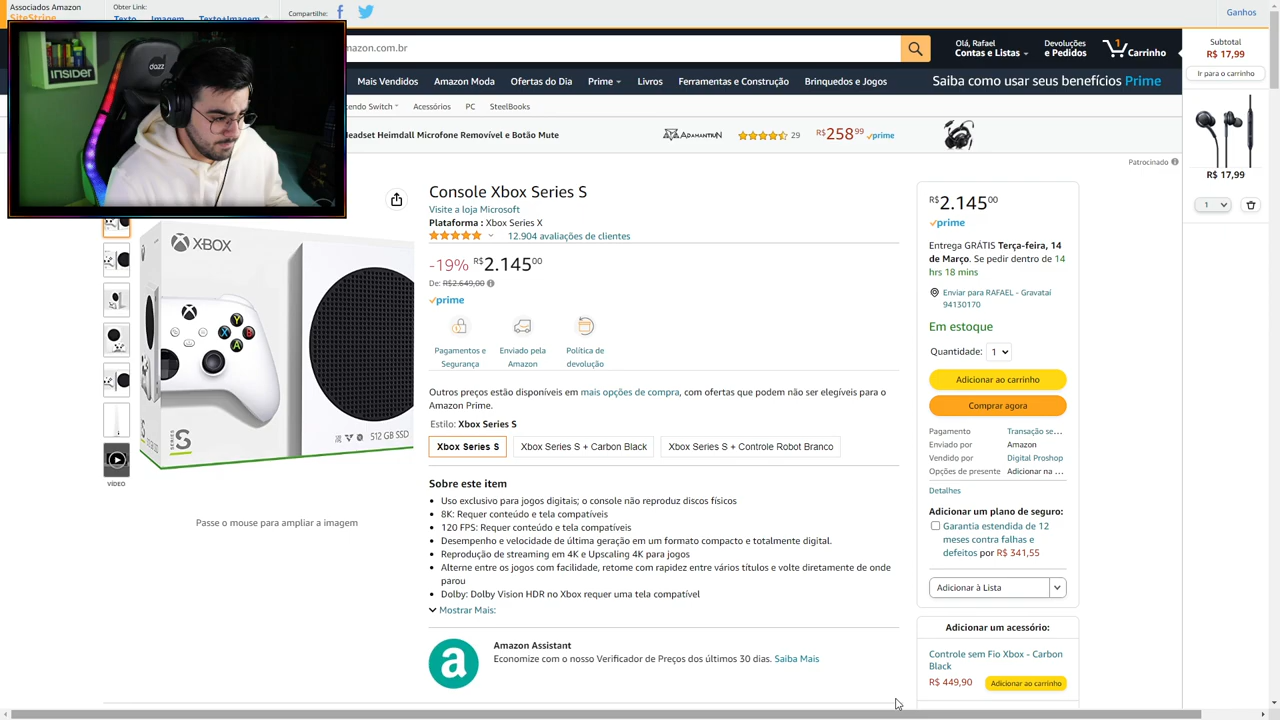 Associados Amazon
SiteStripe
Obter Link:
Texto Imagem Texto+Imagem
Compartilhe:
Ganhos
INSIDER
dazz
mazon.com.br
Olá, Rafael
Contas e Listas
Devoluções
e Pedidos
1
Carrinho
Subtotal
R$ 17,99
Ir para o carrinho
Mais Vendidos Amazon Moda Ofertas do Dia Prime Livros Ferramentas e Construção Brinquedos e Jogos
Saiba como usar seus benefícios Prime
tendo Switch Acessórios PC SteelBooks
Headset Heimdall Microfone Removível e Botão Mute
ADAMANTIUN
29
R$258 99 prime
Patrocinado
R$ 17,99
1
Console Xbox Series S
Visite a loja Microsoft
Plataforma : Xbox Series X
12.904 avaliações de clientes
-19% R$2.145 00
De: R$2.649,00
prime
Pagamentos e
Segurança
Enviado pela
Amazon
Política de
devolução
Outros preços estão disponíveis em mais opções de compra, com ofertas que podem não ser elegíveis para o
Amazon Prime.
Estilo: Xbox Series S
Xbox Series S
Xbox Series S + Carbon Black
Xbox Series S + Controle Robot Branco
Sobre este item
• Uso exclusivo para jogos digitais; o console não reproduz discos físicos
• 8K: Requer conteúdo e tela compatíveis
• 120 FPS: Requer conteúdo e tela compatíveis
• Desempenho e velocidade de última geração em um formato compacto e totalmente digital.
• Reprodução de streaming em 4K e Upscaling 4K para jogos
• Alterne entre os jogos com facilidade, retome com rapidez entre vários títulos e volte diretamente de onde
parou
• Dolby: Dolby Vision HDR no Xbox requer uma tela compatível
Mostrar Mais:
a
Amazon Assistant
Economize com o nosso Verificador de Preços dos últimos 30 dias. Saiba Mais
XBOX
Y
X B
A
SERIES
S
512 GB SSD
VÍDEO
Passe o mouse para ampliar a imagem
R$2.145 00
prime
Entrega GRÁTIS Terça-feira, 14
de Março. Se pedir dentro de 14
hrs 18 mins
Enviar para RAFAEL - Gravataí
94130170
Em estoque
Quantidade: 1
Adicionar ao carrinho
Comprar agora
Pagamento Transação se...
Enviado por Amazon
Vendido por Digital Proshop
Opções de presente Adicionar na ...
Detalhes
Adicionar um plano de seguro:
Garantia estendida de 12
meses contra falhas e
defeitos por R$ 341,55
Adicionar à Lista
Adicionar um acessório:
Controle sem Fio Xbox - Carbon
Black
R$ 449,90
Adicionar ao carrinho